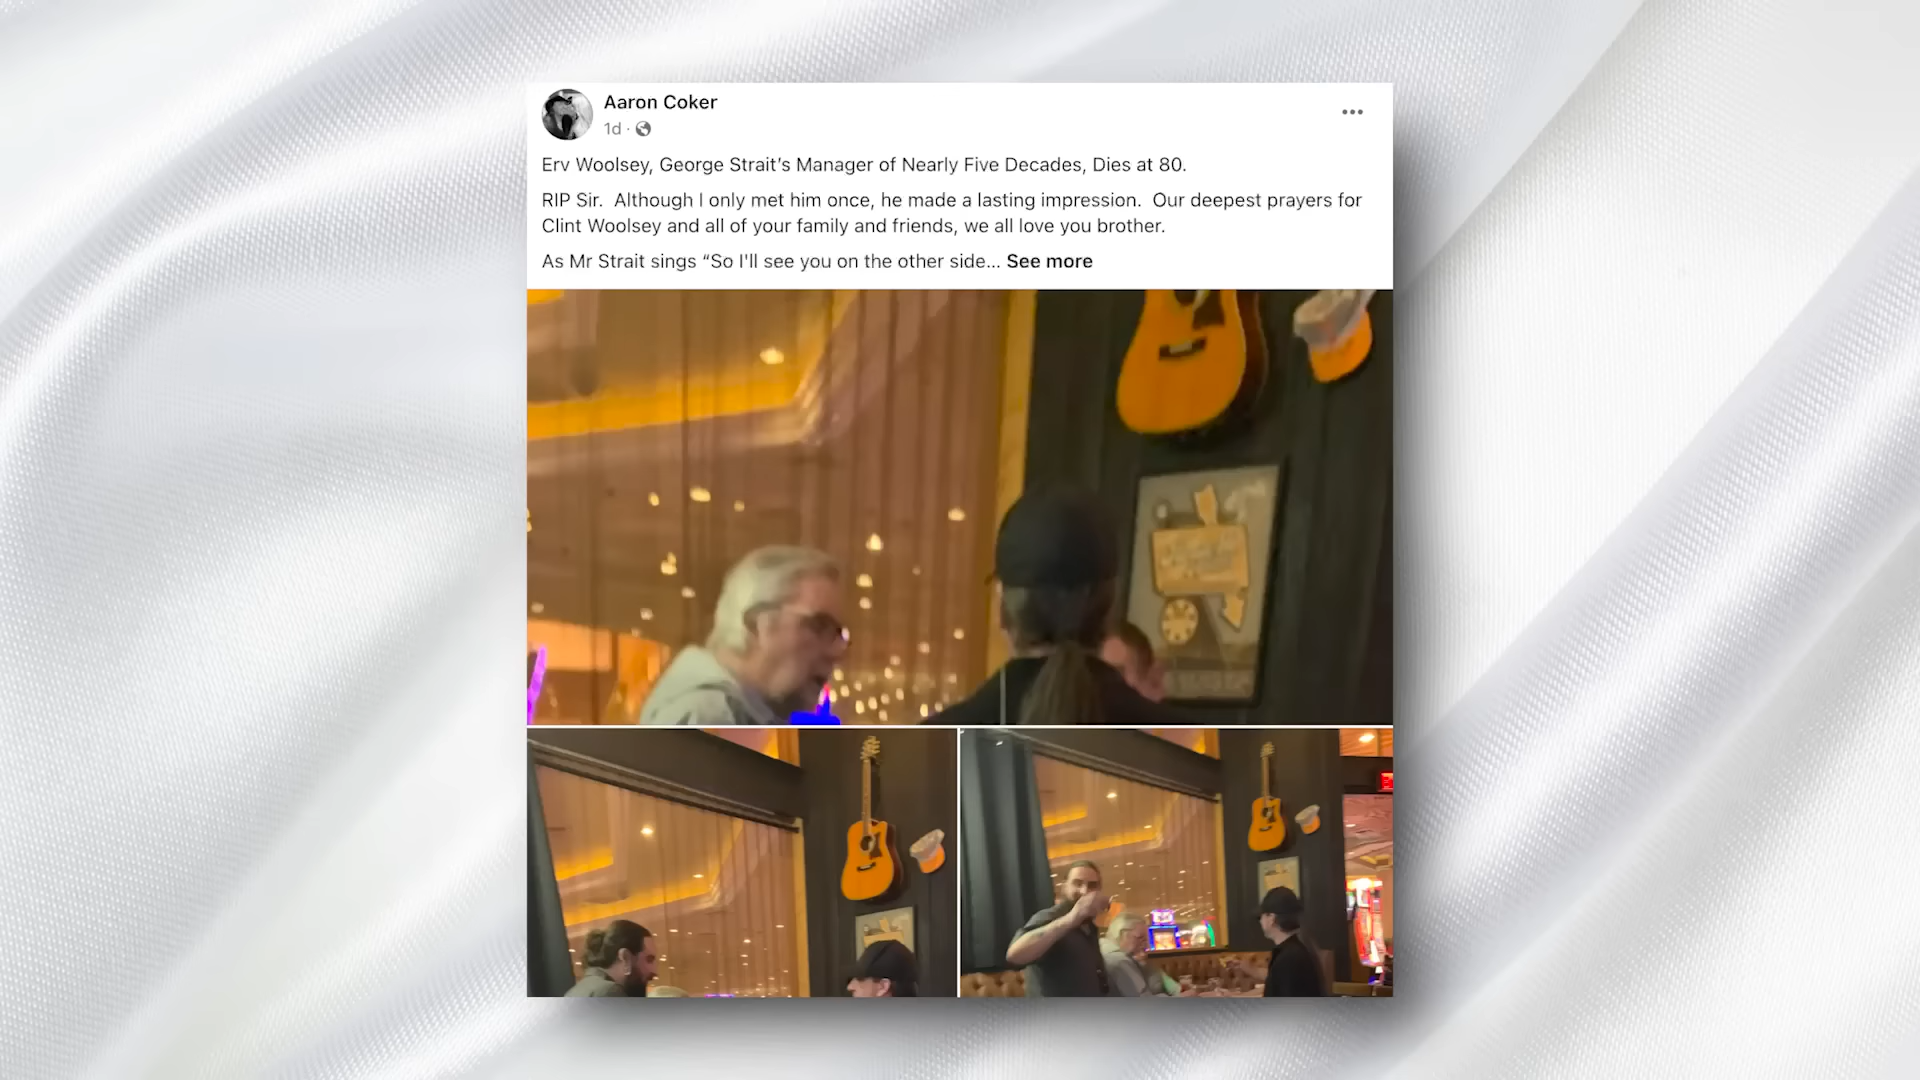 Aaron Coker
1d ·
Erv Woolsey, George Strait’s Manager of Nearly Five Decades, Dies at 80.
RIP Sir.  Although I only met him once, he made a lasting impression.  Our deepest prayers for
Clint Woolsey and all of your family and friends, we all love you brother.
As Mr Strait sings “So I'll see you on the other side... See more